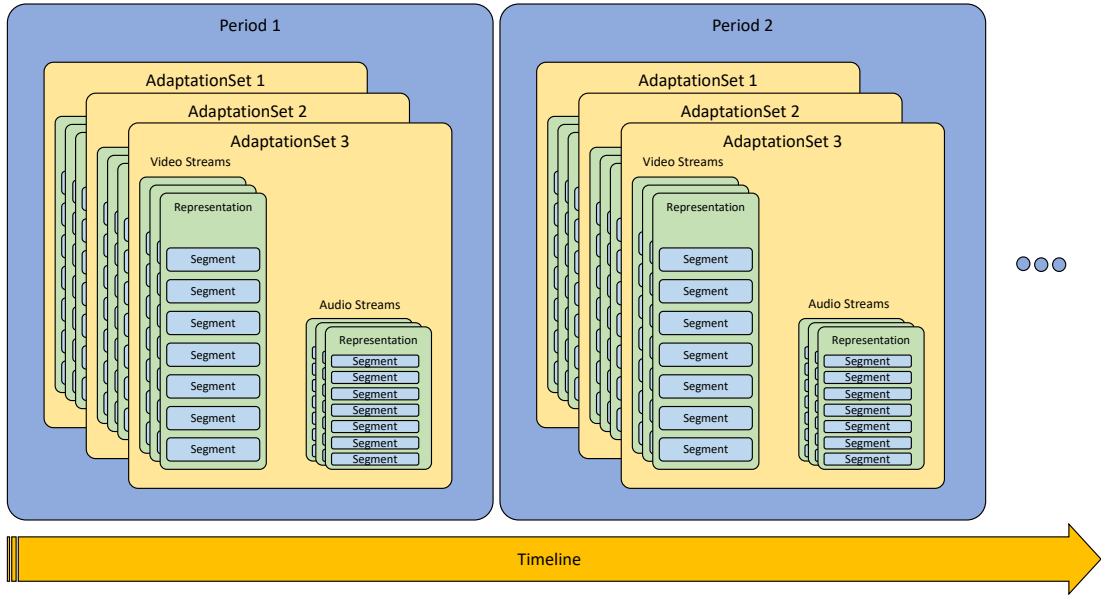 Period 1
AdaptationSet 1
AdaptationSet 2
AdaptationSet 3
Video Streams
Representation
Segment
Segment
Segment
Segment
Segment
Segment
Segment
Audio Streams
Representation
Segment
Segment
Segment
Segment
Segment
Segment
Segment
Period 2
AdaptationSet 1
AdaptationSet 2
AdaptationSet 3
Video Streams
Representation
Segment
Segment
Segment
Segment
Segment
Segment
Segment
Audio Streams
Representation
Segment
Segment
Segment
Segment
Segment
Segment
Segment
Timeline